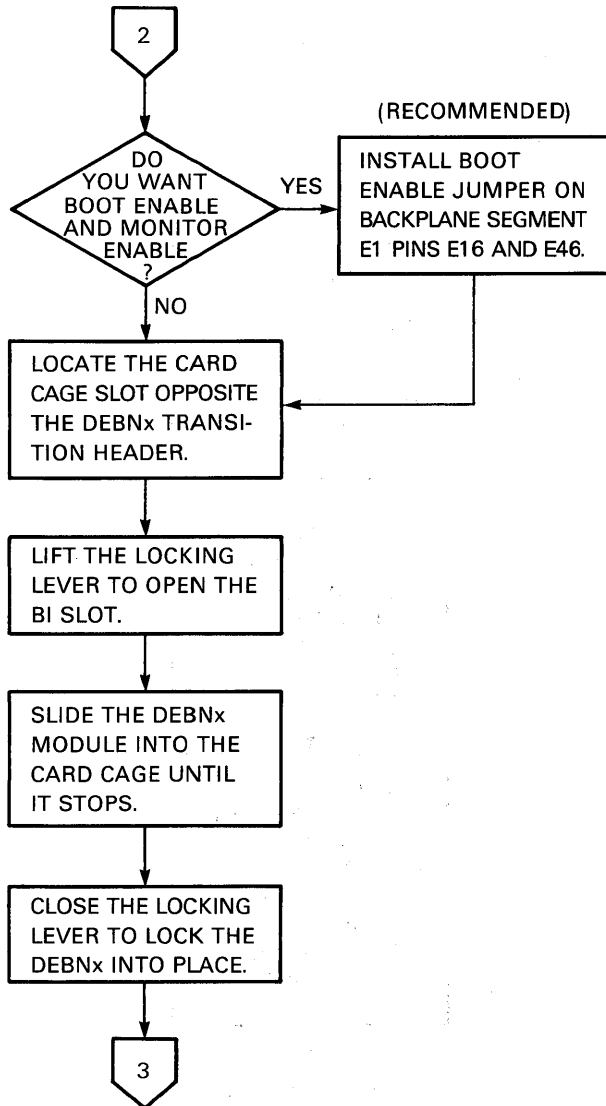 2
DO
YOU WANT
BOOT ENABLE
AND MONITOR
ENABLE
?
YES
(RECOMMENDED)
INSTALL BOOT
ENABLE JUMPER ON
BACKPLANE SEGMENT
E1 PINS E16 AND E46.
NO
LOCATE THE CARD
CAGE SLOT OPPOSITE
THE DEBNx TRANSI-
TION HEADER.
LIFT THE LOCKING
LEVER TO OPEN THE
BI SLOT.
SLIDE THE DEBNx
MODULE INTO THE
CARD CAGE UNTIL
IT STOPS.
CLOSE THE LOCKING
LEVER TO LOCK THE
DEBNx INTO PLACE.
3